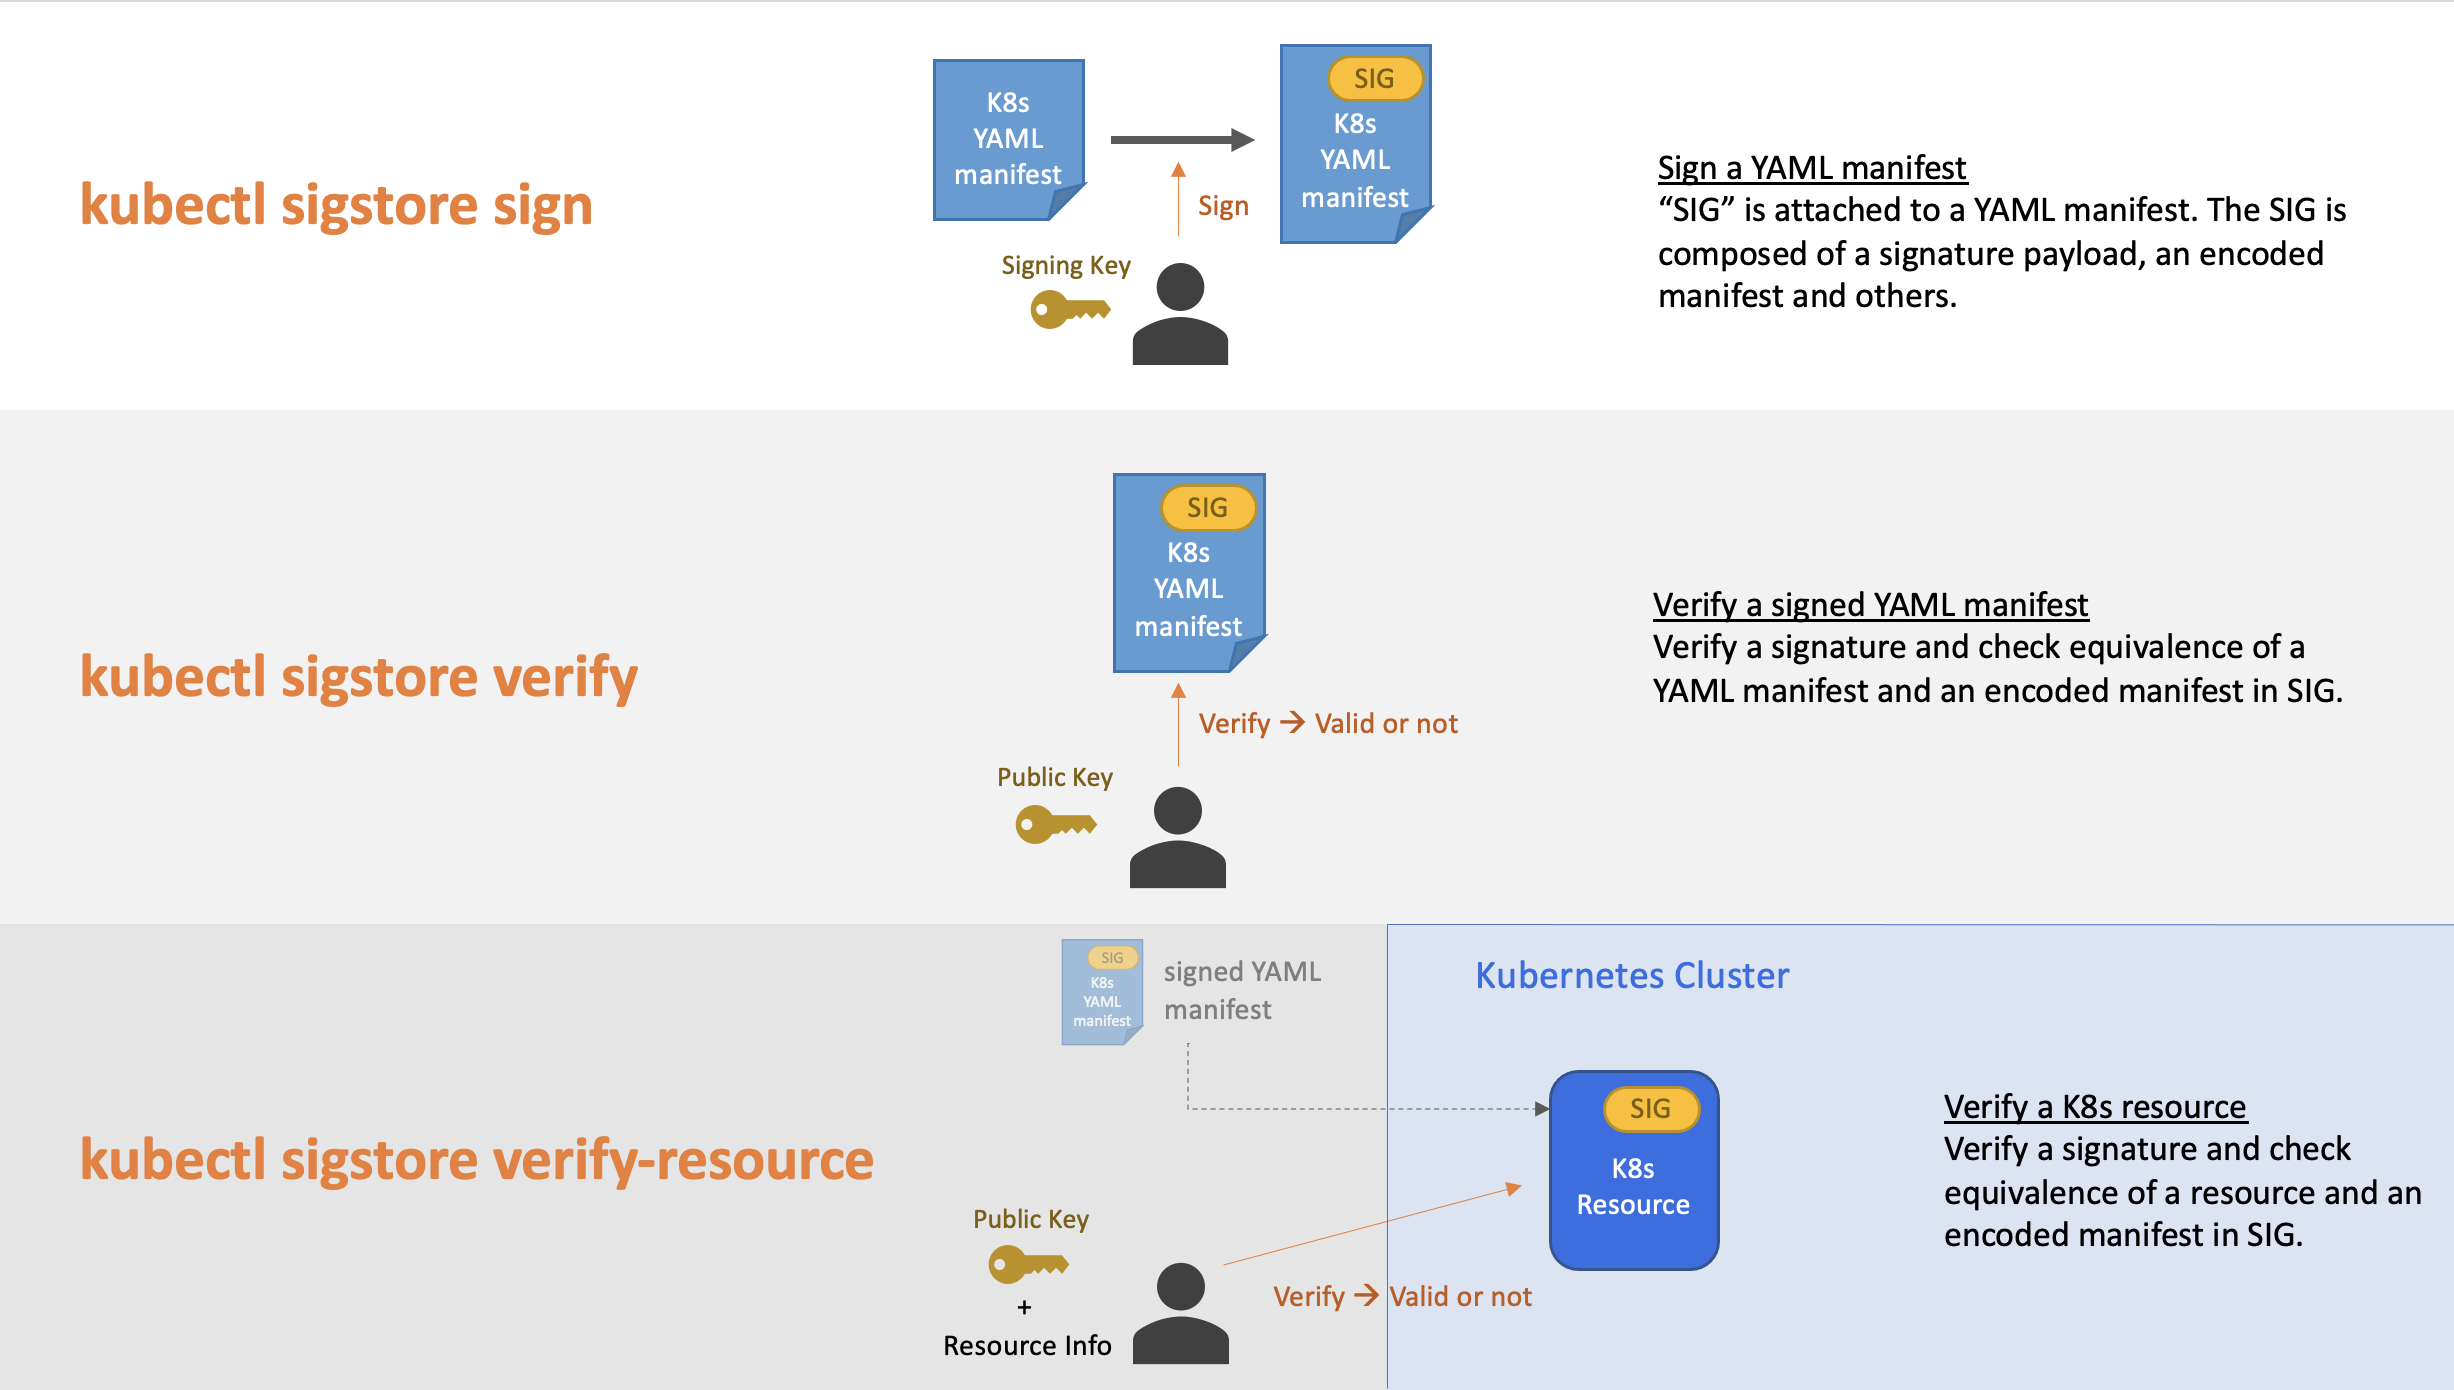 kubectl sigstore sign
K8s
YAML
manifest
SIG
K8s
YAML
manifest
Sign
Signing Key
Sign a YAML manifest
“SIG” is attached to a YAML manifest. The SIG is
composed of a signature payload, an encoded
manifest and others.
kubectl sigstore verify
SIG
K8s
YAML
manifest
Verify → Valid or not
Public Key
Verify a signed YAML manifest
Verify a signature and check equivalence of a
YAML manifest and an encoded manifest in SIG.
kubectl sigstore verify-resource
SIG
K8s
YAML
manifest
signed YAML
manifest
Kubernetes Cluster
SIG
K8s
Resource
Public Key
+
Resource Info
Verify → Valid or not
Verify a K8s resource
Verify a signature and check
equivalence of a resource and an
encoded manifest in SIG.